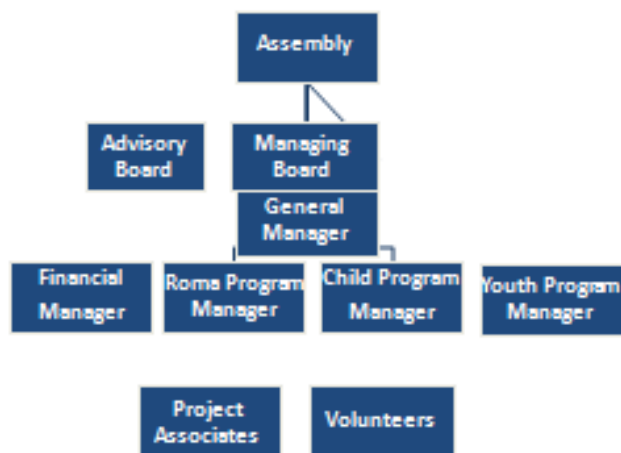 Assembly
Advisory
Board
Managing
Board
General
Manager
Financial
Manager
Roma Program
Manager
Child Program
Manager
Youth Program
Manager
Project
Associates
Volunteers